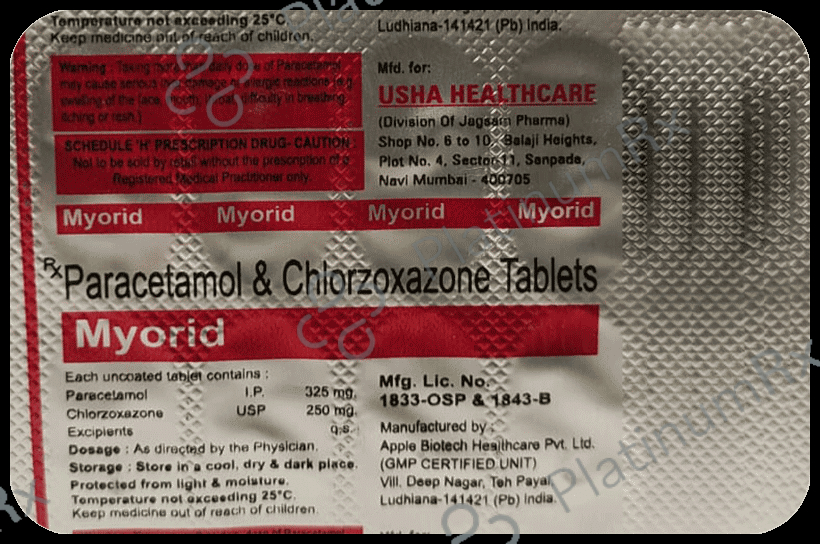 Temperature not exceeding 25°C.
Keep medicine out of reach of children.
Ludhiana-141421 (Pb) India.
Warning : Taking more than daily dose of Paracetamol
may cause serious liver damage or allergic reactions (e.g.
swelling of the face, mouth, throat, difficulty in breathing,
itching or rash.)
SCHEDULE 'H' PRESCRIPTION DRUG- CAUTION :
Not to be sold by retail without the prescription of a
Registered Medical Practitioner only.
Mfd. for:
USHA HEALTHCARE
(Division Of Jagsam Pharma)
Shop No. 6 to 10, Balaji Heights,
Plot No. 4, Sector-11, Sanpada,
Navi Mumbai - 400705
Myorid Myorid Myorid Myorid
Rx Paracetamol & Chlorzoxazone Tablets
Myorid
Each uncoated tablet contains :
Paracetamol I.P. 325 mg.
Chlorzoxazone USP 250 mg.
Excipients q.s.
Dosage : As directed by the Physician.
Storage : Store in a cool, dry & dark place.
Protected from light & moisture.
Temperature not exceeding 25°C.
Keep medicine out of reach of children.
Mfg. Lic. No.
1833-OSP & 1843-B
Manufactured by :
Apple Biotech Healthcare Pvt. Ltd.
(GMP CERTIFIED UNIT)
Vill. Deep Nagar, Teh Payal,
Ludhiana-141421 (Pb) India.
PlatinumRx
PlatinumRx